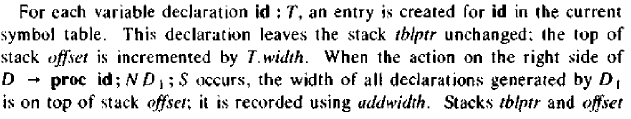 For each variable declaration id : T, an entry is created for id in the current
symbol table. This declaration leaves the stack tblptr unchanged; the top of
stack offset is incremented by T.width. When the action on the right side of
D → proc id ; N D₁ ; S occurs, the width of all declarations generated by D₁
is on top of stack offset; it is recorded using addwidth. Stacks tblptr and offset